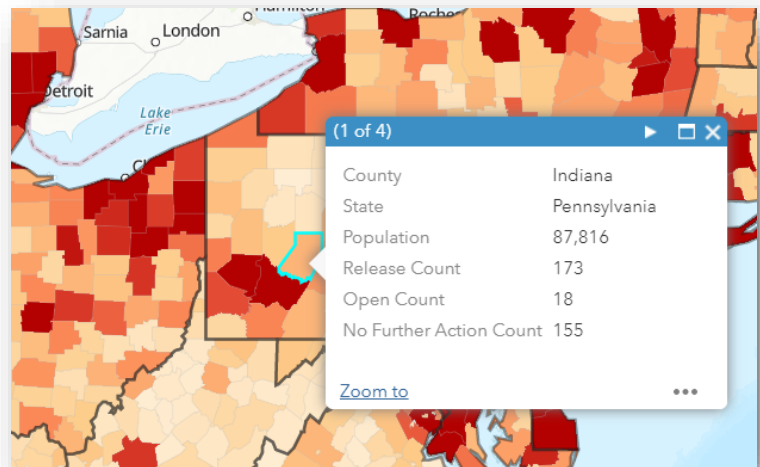 Sarnia
London
Detroit
Lake
Erie
(1 of 4)
County Indiana
State Pennsylvania
Population 87,816
Release Count 173
Open Count 18
No Further Action Count 155
Zoom to